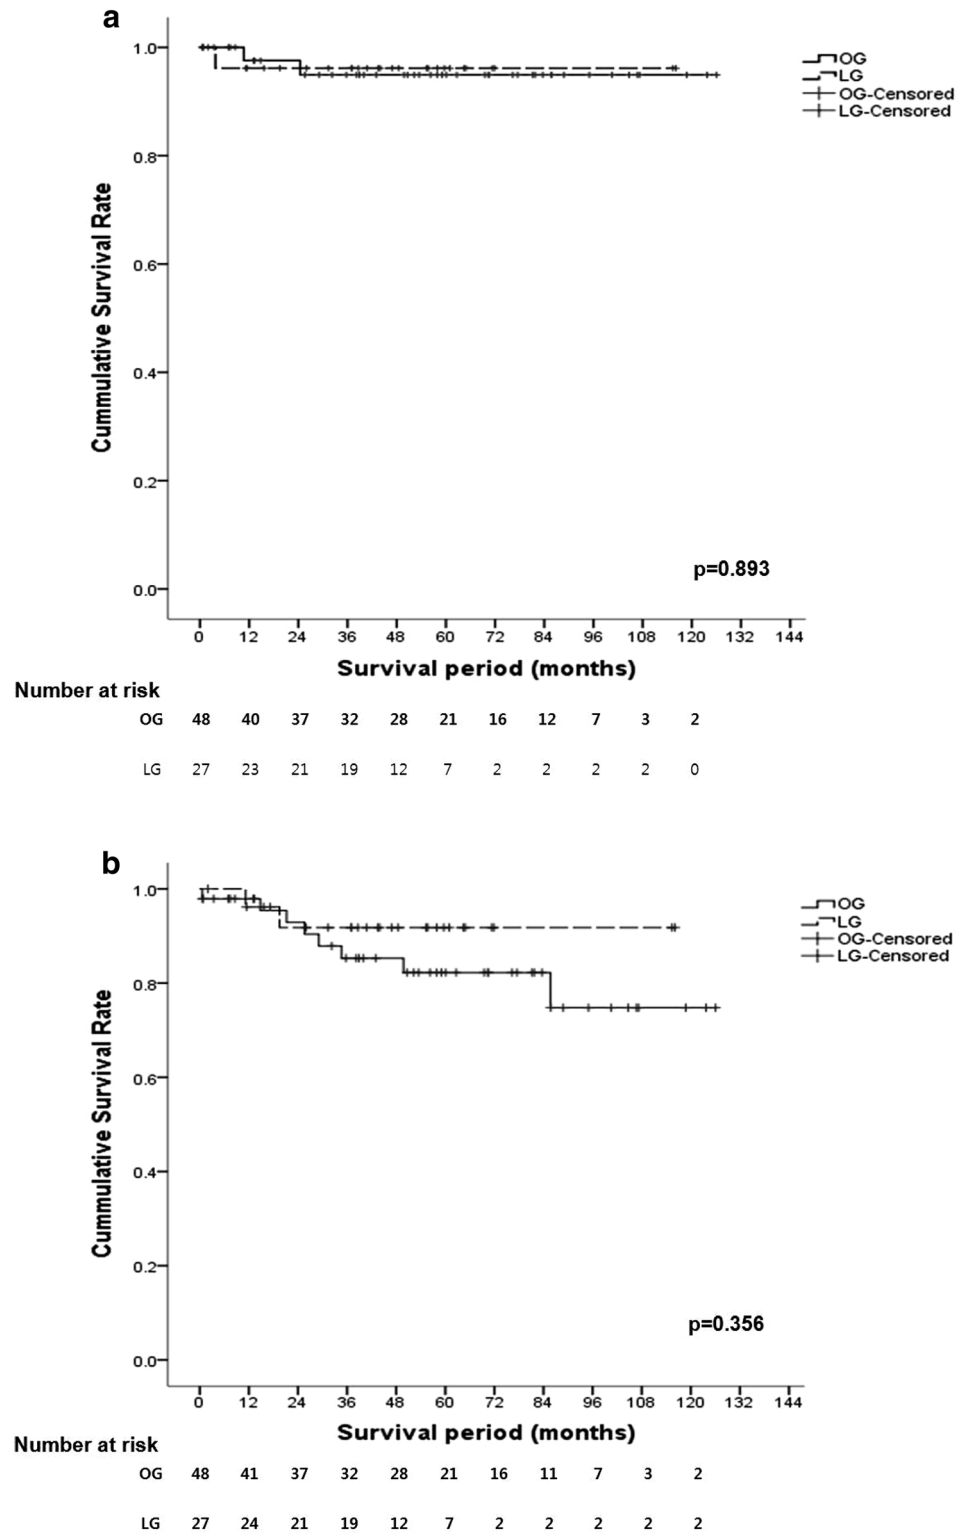 a
1.0
0.8
0.6
0.4
0.2
0.0
Cummulative Survival Rate
OG
LG
OG-Censored
LG-Censored
p=0.893
0 12 24 36 48 60 72 84 96 108 120 132 144
Survival period (months)
Number at risk
OG 48 40 37 32 28 21 16 12 7 3 2
LG 27 23 21 19 12 7 2 2 2 2 0
b
1.0
0.8
0.6
0.4
0.2
0.0
Cummulative Survival Rate
OG
LG
OG-Censored
LG-Censored
p=0.356
0 12 24 36 48 60 72 84 96 108 120 132 144
Survival period (months)
Number at risk
OG 48 41 37 32 28 21 16 11 7 3 2
LG 27 24 21 19 12 7 2 2 2 2 2